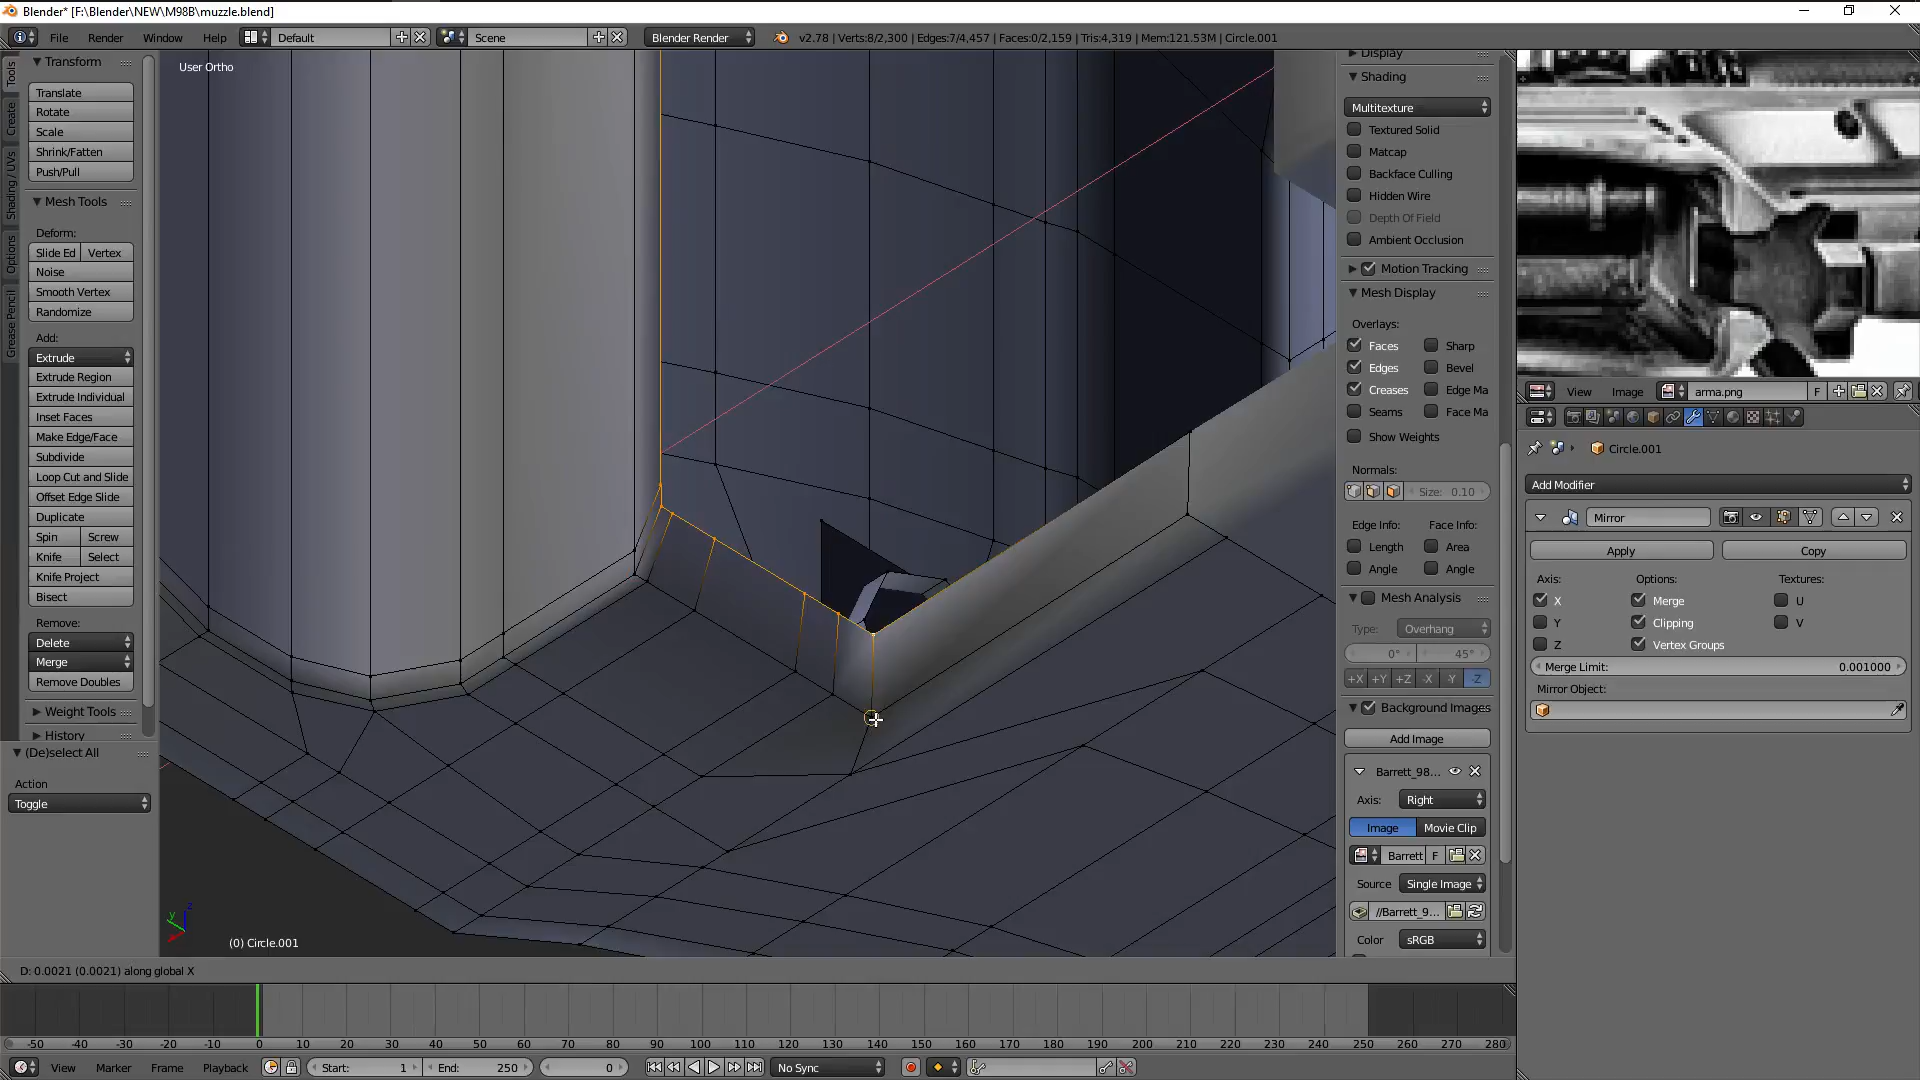 Blender* [F:\Blender\NEW\M98B\muzzle.blend]
File Render Window Help Default Scene Blender Render v2.78 | Verts:8/2,300 | Edges:7/4,457 | Faces:0/2,159 | Tris:4,319 | Mem:121.53M | Circle.001
Tools
Create
Shading / UVs
Options
Grease Pencil
Transform
Translate
Rotate
Scale
Shrink/Fatten
Push/Pull
Mesh Tools
Deform:
Slide Ed Vertex
Noise
Smooth Vertex
Randomize
Add:
Extrude
Extrude Region
Extrude Individual
Inset Faces
Make Edge/Face
Subdivide
Loop Cut and Slide
Offset Edge Slide
Duplicate
Spin Screw
Knife Select
Knife Project
Bisect
Remove:
Delete
Merge
Remove Doubles
Weight Tools
History
(De)select All
Action
Toggle
User Ortho
(0) Circle.001
Display
Shading
Multitexture
Textured Solid
Matcap
Backface Culling
Hidden Wire
Depth Of Field
Ambient Occlusion
Motion Tracking
Mesh Display
Overlays:
Faces Sharp
Edges Bevel
Creases Edge Ma
Seams Face Ma
Show Weights
Normals:
Size: 0.10
Edge Info: Face Info:
Length Area
Angle Angle
Mesh Analysis
Type: Overhang
0° 45°
+X +Y +Z -X -Y -Z
Background Images
Add Image
Barrett_98...
Axis: Right
Image Movie Clip
Barrett F
Source Single Image
//Barrett_9...
Color sRGB
View Image arma.png F
Circle.001
Add Modifier
Mirror
Apply Copy
Axis: Options: Textures:
X Merge U
Y Clipping V
Z Vertex Groups
Merge Limit: 0.001000
Mirror Object:
D: 0.0021 (0.0021) along global X
-50 -40 -30 -20 -10 0 10 20 30 40 50 60 70 80 90 100 110 120 130 140 150 160 170 180 190 200 210 220 230 240 250 260 270 280
View Marker Frame Playback Start: 1 End: 250 0 No Sync